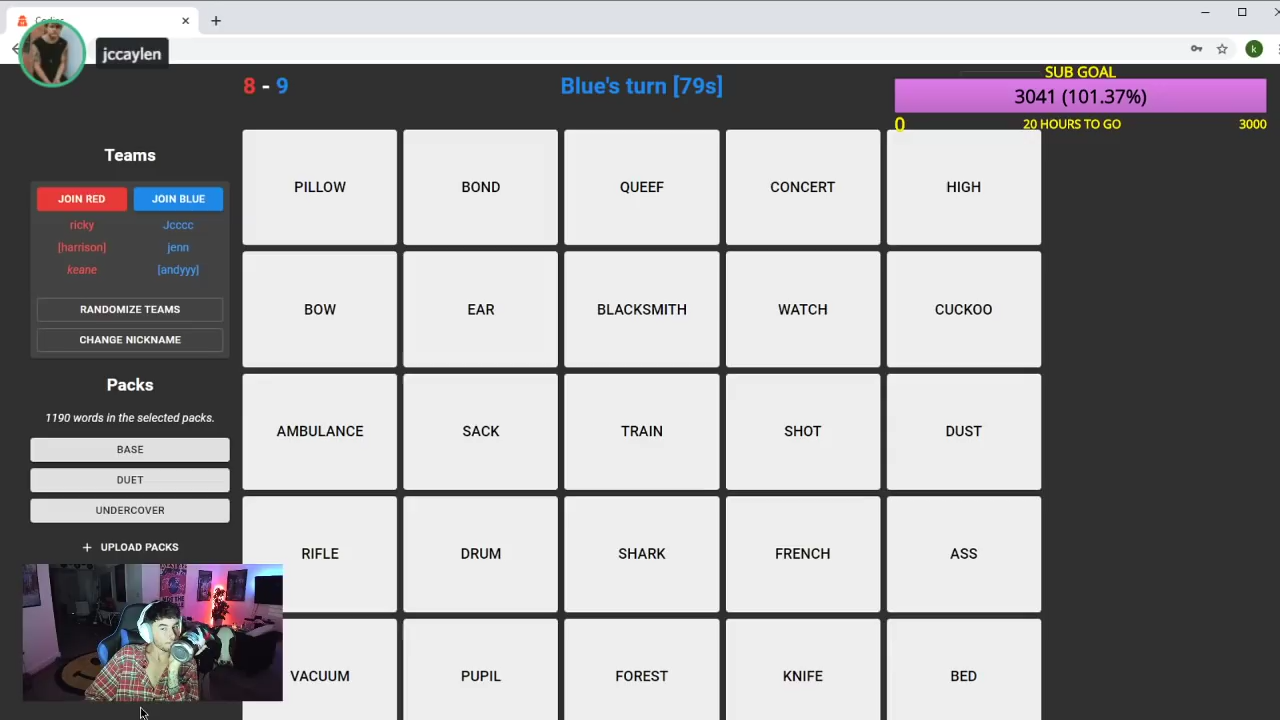 jccaylen
8 - 9
Blue's turn [79s]
SUB GOAL
3041 (101.37%)
0
20 HOURS TO GO
3000
k
Teams
JOIN RED
JOIN BLUE
ricky
Jcccc
[harrison]
jenn
keane
[andyyy]
RANDOMIZE TEAMS
CHANGE NICKNAME
Packs
1190 words in the selected packs.
BASE
DUET
UNDERCOVER
+ UPLOAD PACKS
PILLOW
BOND
QUEEF
CONCERT
HIGH
BOW
EAR
BLACKSMITH
WATCH
CUCKOO
AMBULANCE
SACK
TRAIN
SHOT
DUST
RIFLE
DRUM
SHARK
FRENCH
ASS
VACUUM
PUPIL
FOREST
KNIFE
BED